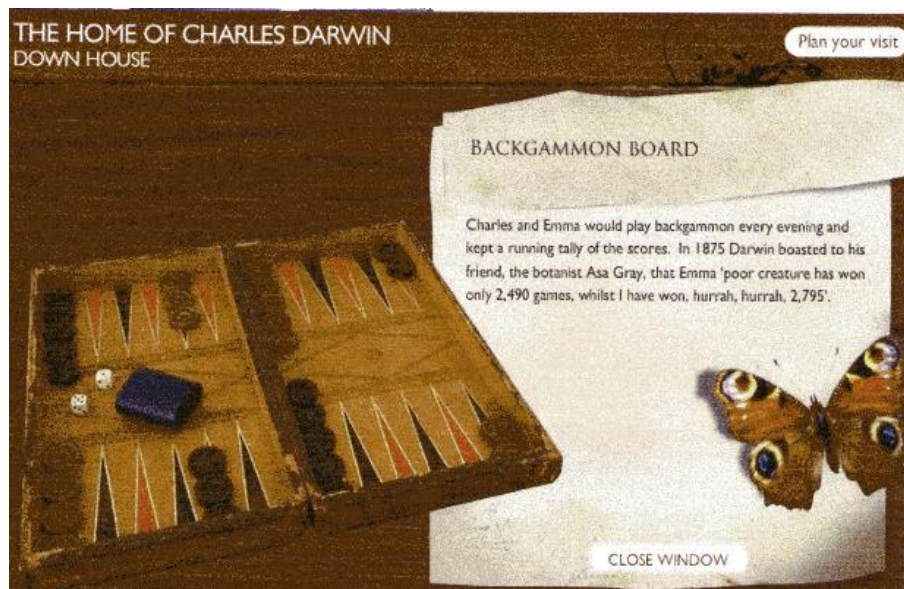 THE HOME OF CHARLES DARWIN
DOWN HOUSE
Plan your visit
BACKGAMMON BOARD
Charles and Emma would play backgammon every evening and
kept a running tally of the scores. In 1875 Darwin boasted to his
friend, the botanist Asa Gray, that Emma 'poor creature has won
only 2,490 games, whilst I have won, hurrah, hurrah, 2,795'.
CLOSE WINDOW